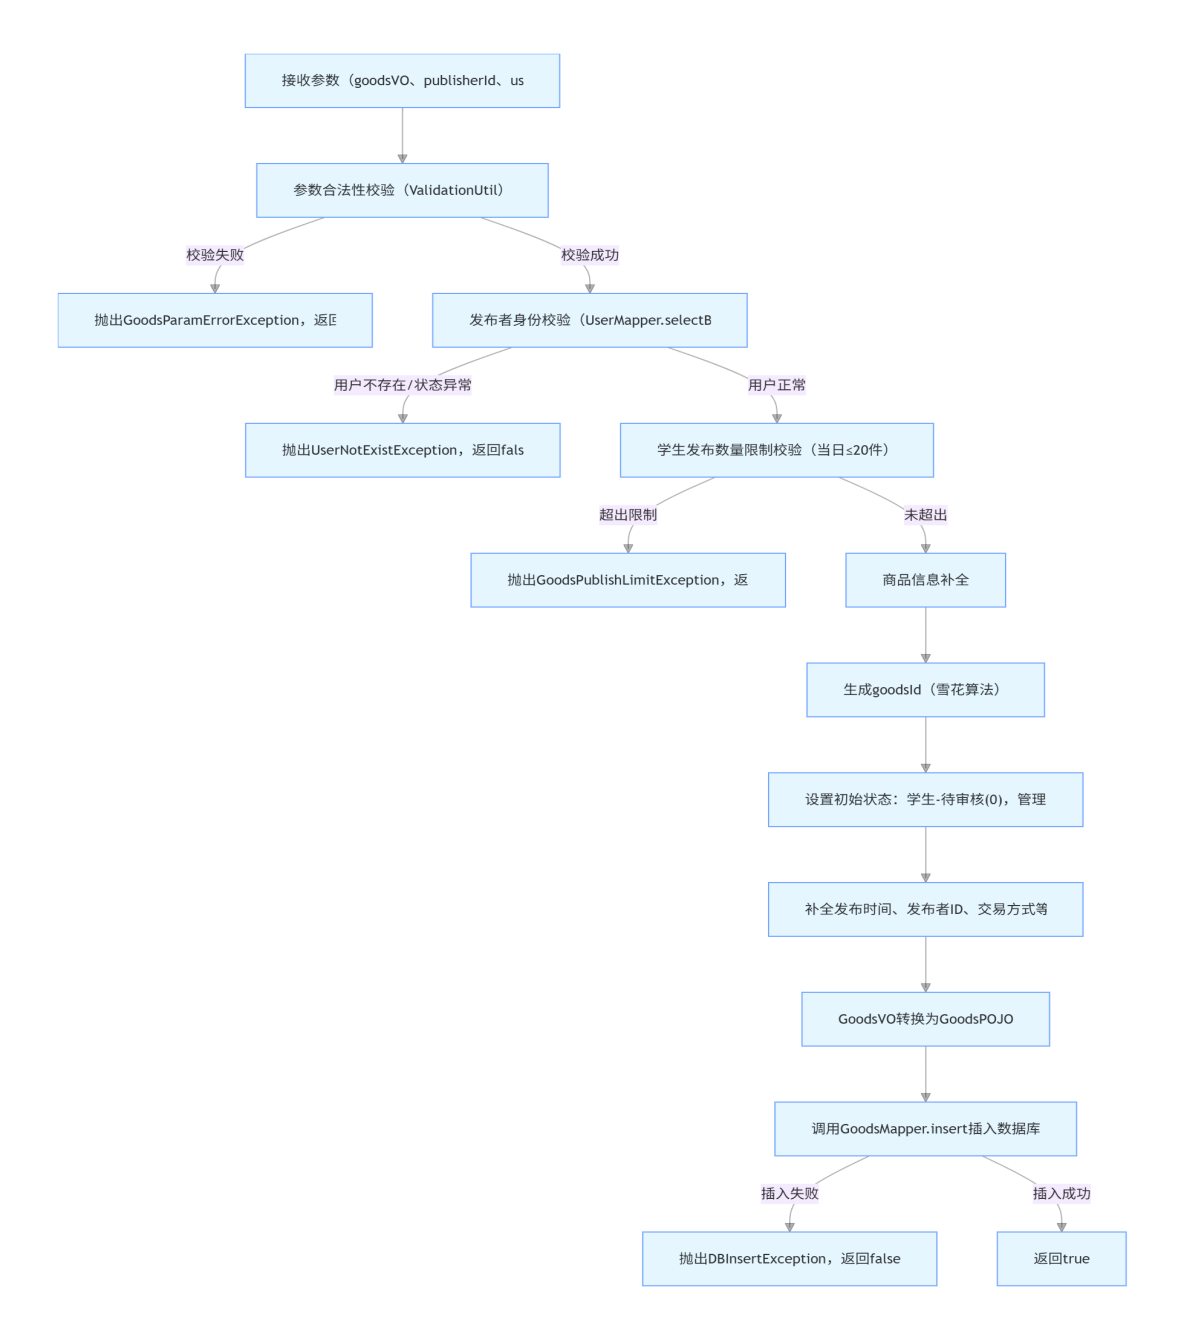 接收参数（goodsVO、publisherId、us
参数合法性校验（ValidationUtil）
校验失败
校验成功
抛出GoodsParamErrorException，返回
发布者身份校验（UserMapper.selectB
用户不存在/状态异常
用户正常
抛出UserNotExistException，返回fals
学生发布数量限制校验（当日≤20件）
超出限制
未超出
抛出GoodsPublishLimitException，返
商品信息补全
生成goodsId（雪花算法）
设置初始状态：学生-待审核(0)，管理
补全发布时间、发布者ID、交易方式等
GoodsVO转换为GoodsPOJO
调用GoodsMapper.insert插入数据库
插入失败
插入成功
抛出DBInsertException，返回false
返回true